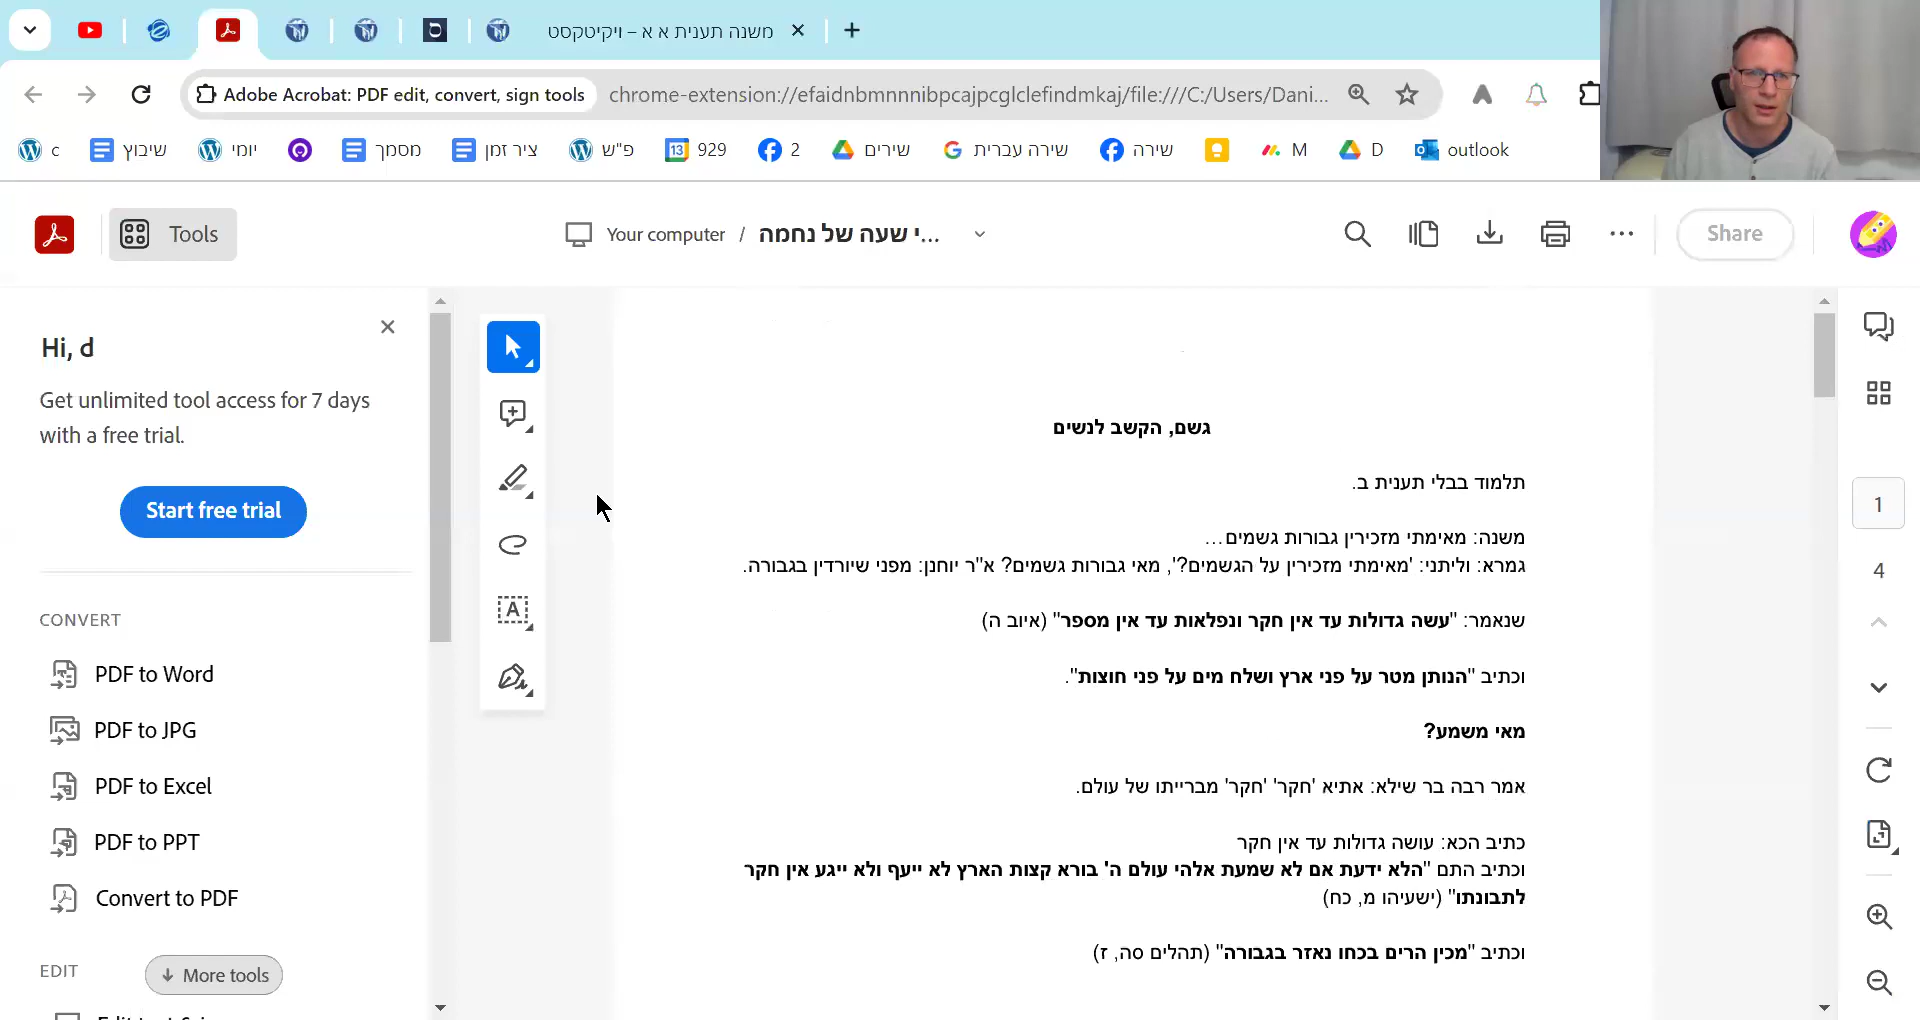 משנה תענית א א – ויקיטקסט
Adobe Acrobat: PDF edit, convert, sign tools
chrome-extension://efaidnbmnnnibpcajpcglclefindmkaj/file:///C:/Users/Dani...
c
שיבוץ
יומי
מסמך
ציר זמן
פ"ש
13
929
2
שירים
שירה עברית
שירה
M
D
outlook
Tools
Your computer
/
...י שעה של נחמה
Share
Hi, d
Get unlimited tool access for 7 days
with a free trial.
Start free trial
CONVERT
PDF to Word
PDF to JPG
PDF to Excel
PDF to PPT
Convert to PDF
EDIT
More tools
גשם, הקשב לנשים
תלמוד בבלי תענית ב.
משנה: מאימתי מזכירין גבורות גשמים...
גמרא: וליתני: 'מאימתי מזכירין על הגשמים?', מאי גבורות גשמים? א"ר יוחנן: מפני שיורדין בגבורה.
שנאמר: "עשה גדולות עד אין חקר ונפלאות עד אין מספר" (איוב ה)
וכתיב "הנותן מטר על פני ארץ ושלח מים על פני חוצות".
מאי משמע?
אמר רבה בר שילא: אתיא 'חקר' 'חקר' מברייתו של עולם.
כתיב הכא: עושה גדולות עד אין חקר
וכתיב התם "הלא ידעת אם לא שמעת אלהי עולם ה' בורא קצות הארץ לא ייעף ולא ייגע אין חקר
לתבונתו" (ישעיהו מ, כח)
וכתיב "מכין הרים בכחו נאזר בגבורה" (תהלים סה, ז)
1
4